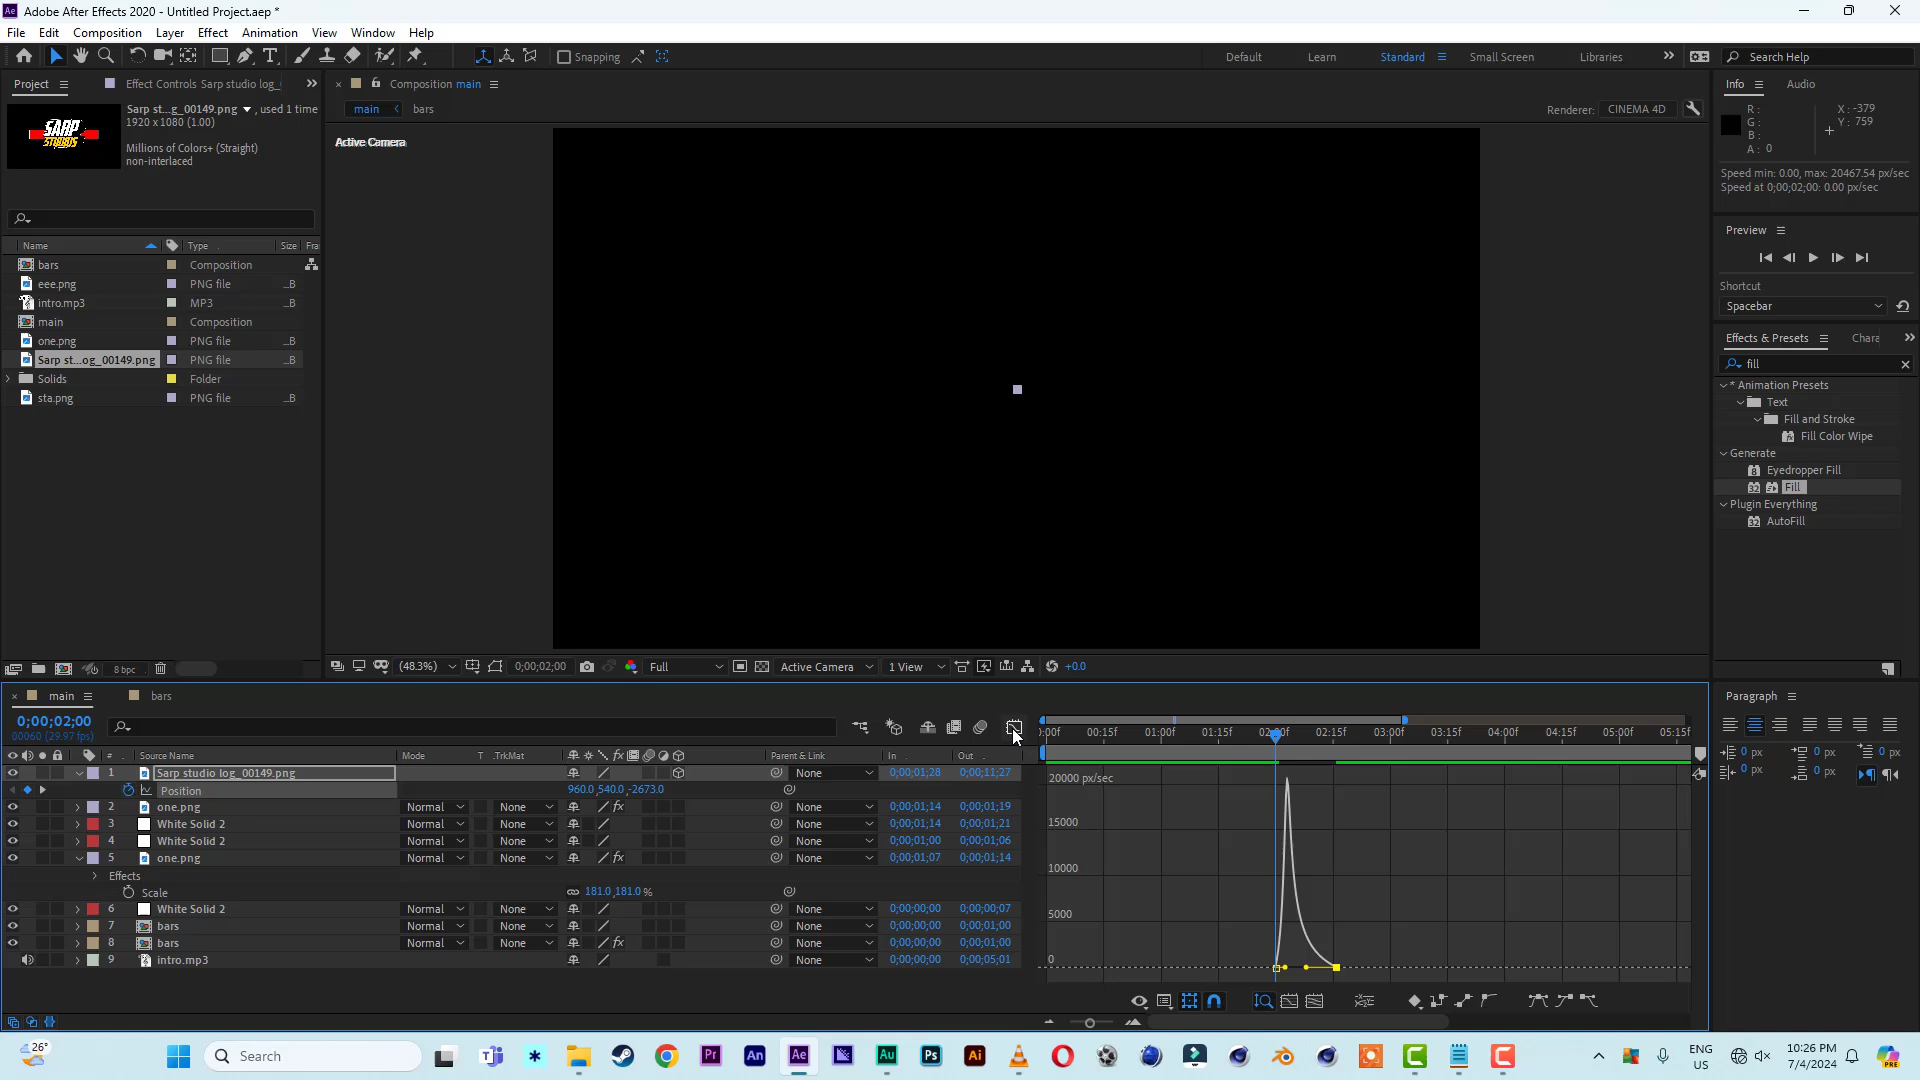 Adobe After Effects 2020 - Untitled Project.aep *
File Edit Composition Layer Effect Animation View Window Help
Snapping Default Learn Standard Small Screen Libraries Search Help
Project Effect Controls Sarp studio log_ Composition main Info Audio
main bars Renderer: CINEMA 4D
Sarp st...g_00149.png , used 1 time
1920 x 1080 (1.00)
Millions of Colors+ (Straight)
non-interlaced
SARP
STUDIOS
Active Camera
R :
G :
B :
A : 0
X : -379
Y : 759
Speed min: 0.00, max: 20467.54 px/sec
Speed at 0;00;02;00: 0.00 px/sec
Preview
Shortcut
Spacebar
Effects & Presets Chara
fill
* Animation Presets
Text
Fill and Stroke
Fill Color Wipe
Generate
Eyedropper Fill
Fill
Plugin Everything
AutoFill
Name Type Size Fra
bars Composition
eee.png PNG file ...B
intro.mp3 MP3 ...B
main Composition
one.png PNG file ...B
Sarp st...og_00149.png PNG file ...B
Solids Folder
sta.png PNG file ...B
8 bpc
(48.3%) 0;00;02;00 Full Active Camera 1 View +0.0
main bars
0;00;02;00
00060 (29.97 fps)
# Source Name Mode T .TrkMat Parent & Link In Out
1 Sarp studio log_00149.png None 0;00;01;28 0;00;11;27
Position 960.0,540.0,-2673.0
2 one.png Normal None None 0;00;01;14 0;00;01;19
3 White Solid 2 Normal None None 0;00;01;14 0;00;01;21
4 White Solid 2 Normal None None 0;00;01;00 0;00;01;06
5 one.png Normal None None 0;00;01;07 0;00;01;14
Effects
Scale 181.0,181.0 %
6 White Solid 2 Normal None None 0;00;00;00 0;00;00;07
7 bars Normal None None 0;00;00;00 0;00;01;00
8 bars Normal None None 0;00;00;00 0;00;01;00
9 intro.mp3 None 0;00;00;00 0;00;05;01
00f 00:15f 01:00f 01:15f 02:00f 02:15f 03:00f 03:15f 04:00f 04:15f 05:00f 05:15f
20000 px/sec
15000
10000
5000
0
Paragraph
0 px 0 px 0 px
0 px 0 px
26°
Search
ENG
US
10:26 PM
7/4/2024